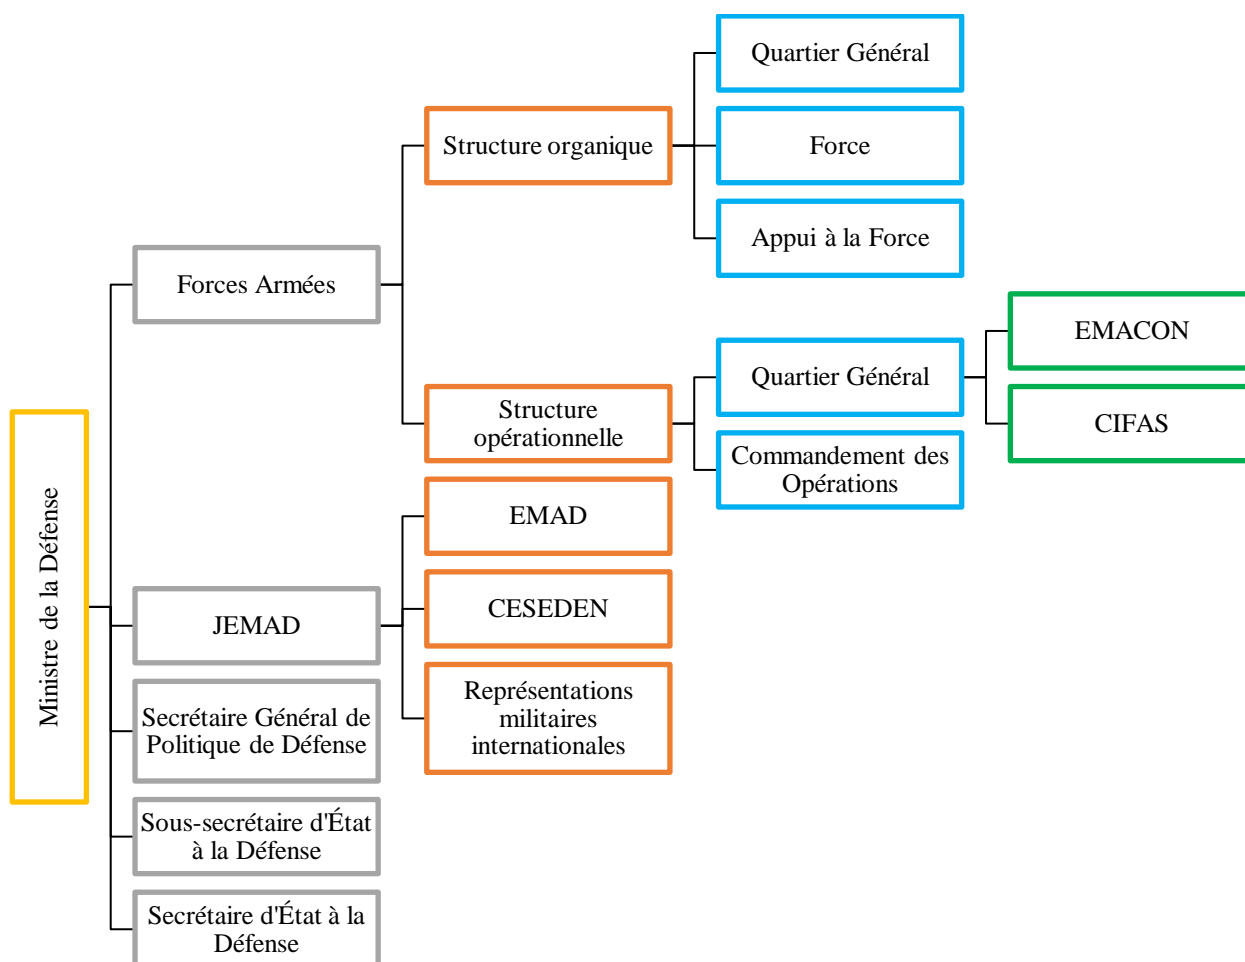 Ministre de la Défense
Forces Armées
Structure organique
Quartier Général
Force
Appui à la Force
Structure
opérationnelle
Quartier Général
EMACON
CIFAS
Commandement des
Opérations
JEMAD
EMAD
CESEDEN
Représentations
militaires
internationales
Secrétaire Général de
Politique de Défense
Sous-secrétaire d'État
à la Défense
Secrétaire d'État à la
Défense